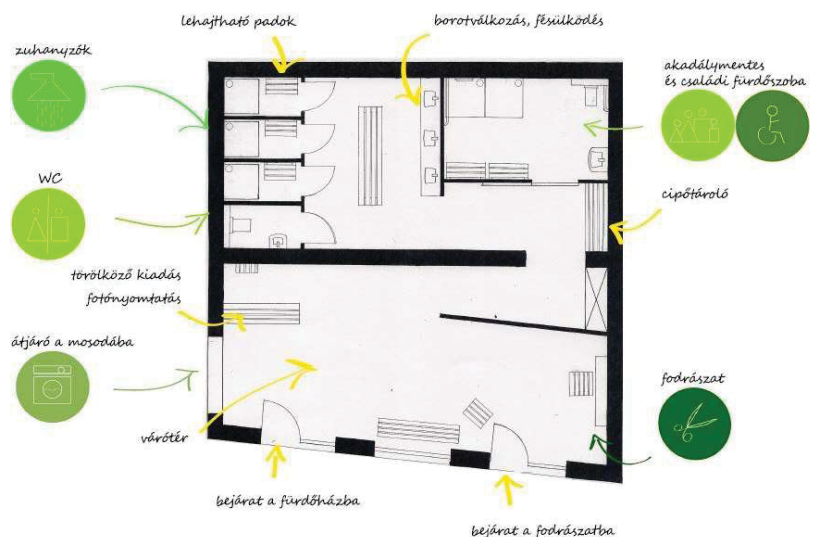 lehajtható padok
borotválkozás, fésülködés
zuhanyzók
akadálymentes
és családi fürdőszoba
WC
cipőtároló
törölköző kiadás
fotónyomtatás
átjáró a mosodába
fodrászat
várótér
bejárat a fürdőházba
bejárat a fodrászatba